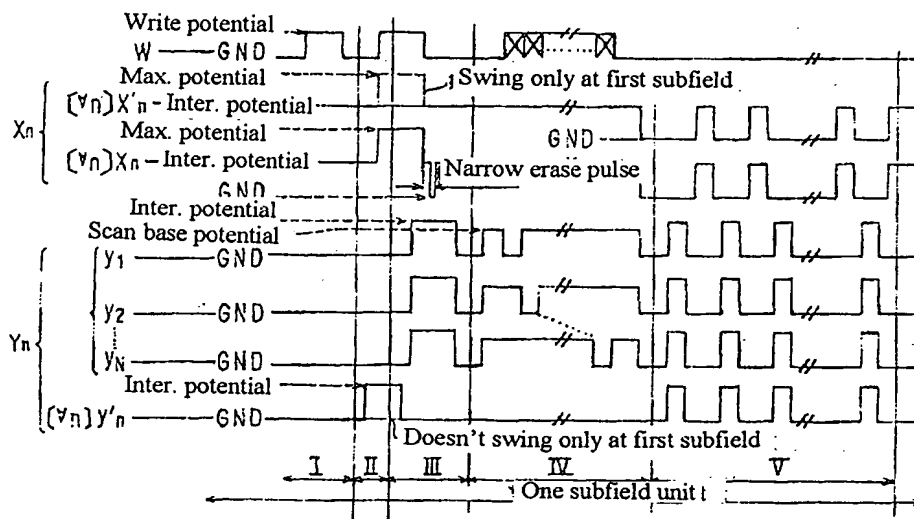 Write potential
W GND
Max. potential
Swing only at first subfield
(∀n)X'n Inter. potential
Xn
Max. potential
GND
(∀n)Xn Inter. potential
Narrow erase pulse
GND
Inter. potential
Scan base potential
y1 GND
y2 GND
Yn
yN GND
Inter. potential
(∀n)y'n GND
Doesn't swing only at first subfield
I II III IV V
One subfield unit